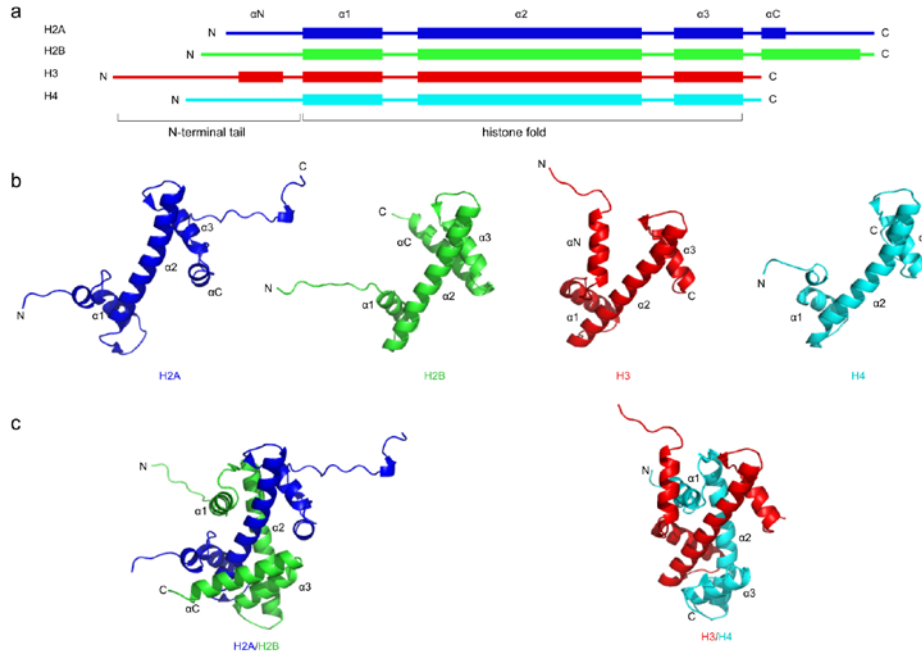 a
αN α1 α2 α3 αC
H2A N C
H2B N C
H3 N C
H4 N C
N-terminal tail histone fold
b
N α1 α2 α3 αC C
H2A
N α1 α2 α3 αC C
H2B
N αN α1 α2 α3 C
H3
N α1 α2 C
H4
c
N α1 α2 α3 αC C
H2A/H2B
N α1 α2 α3 C
H3/H4